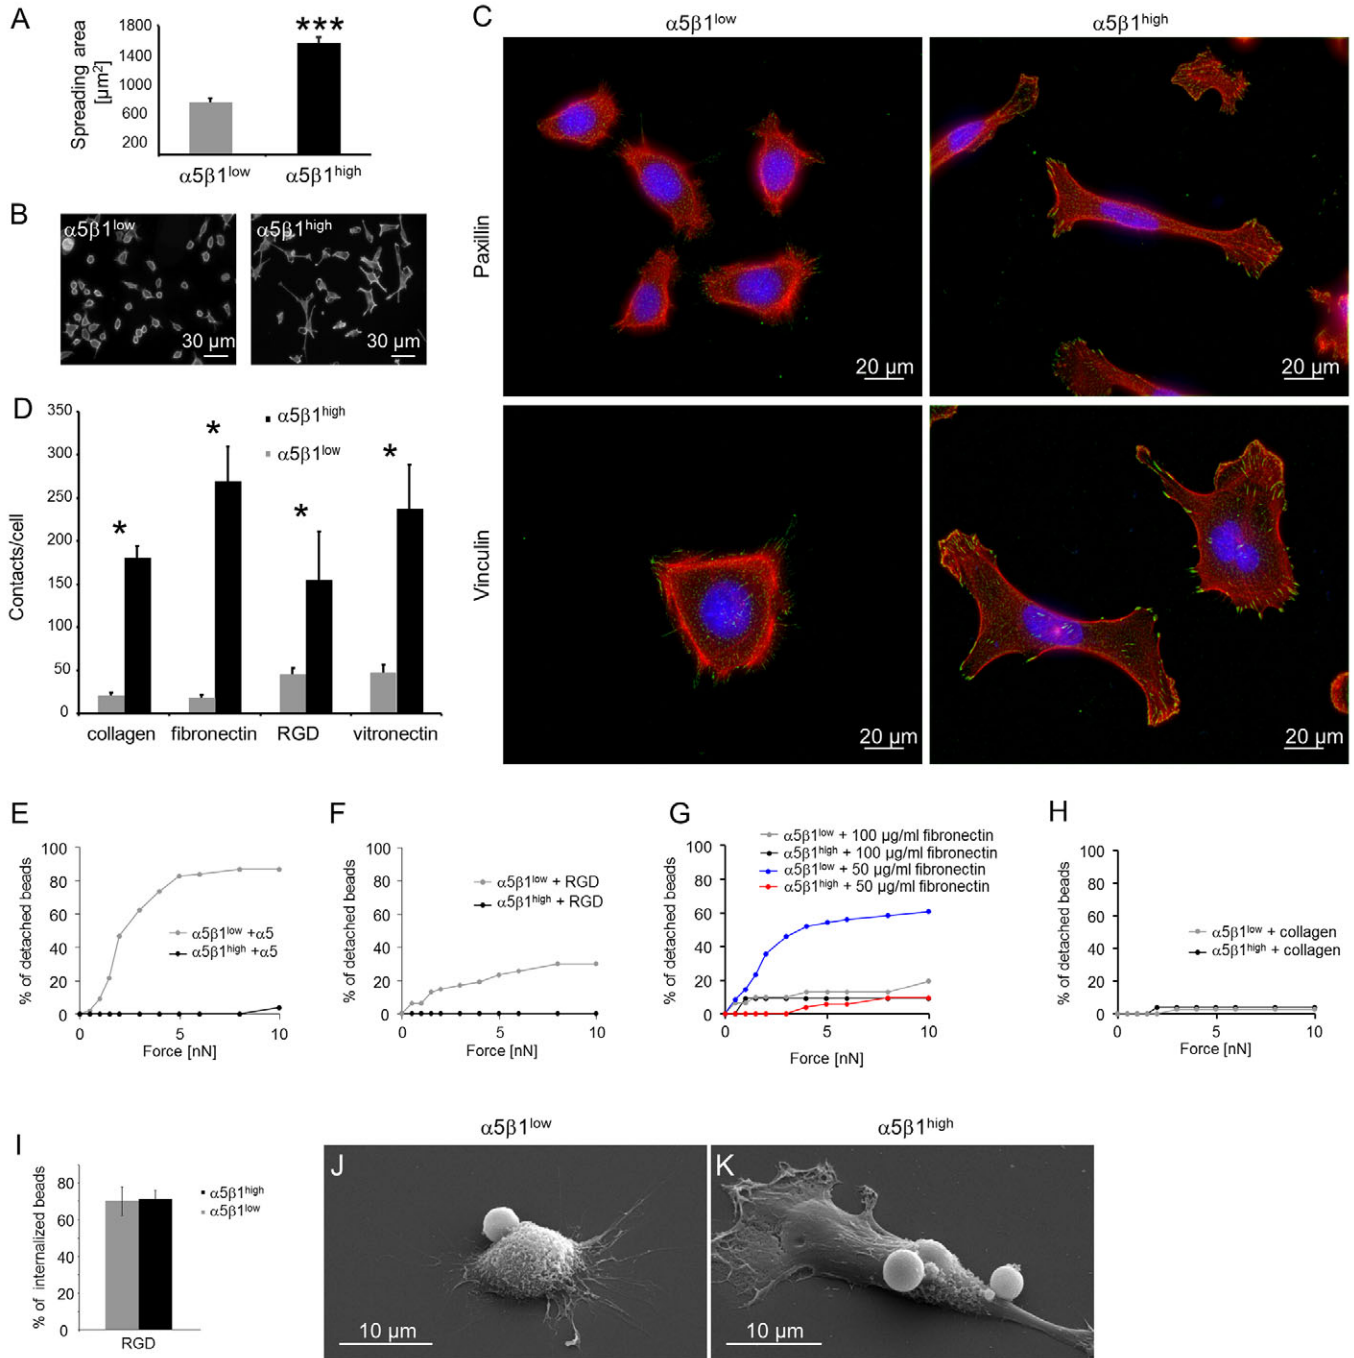 A
Spreading area
[µm²]
1800
1400
1000
600
200
***
α5β1low
α5β1high
B
α5β1low
30 µm
α5β1high
30 µm
C
α5β1low
α5β1high
Paxillin
20 µm
20 µm
Vinculin
20 µm
20 µm
D
Contacts/cell
350
300
250
200
150
100
50
0
α5β1high
α5β1low
*
*
*
*
collagen
fibronectin
RGD
vitronectin
E
% of detached beads
100
80
60
40
20
0
α5β1low +α5
α5β1high +α5
0
5
10
Force [nN]
F
% of detached beads
100
80
60
40
20
0
α5β1low + RGD
α5β1high + RGD
0
5
10
Force [nN]
G
% of detached beads
100
80
60
40
20
0
α5β1low + 100 µg/ml fibronectin
α5β1high + 100 µg/ml fibronectin
α5β1low + 50 µg/ml fibronectin
α5β1high + 50 µg/ml fibronectin
0
5
10
Force [nN]
H
% of detached beads
100
80
60
40
20
0
α5β1low + collagen
α5β1high + collagen
0
5
10
Force [nN]
I
% of internalized beads
80
60
40
20
0
α5β1high
α5β1low
RGD
α5β1low
J
10 µm
α5β1high
K
10 µm